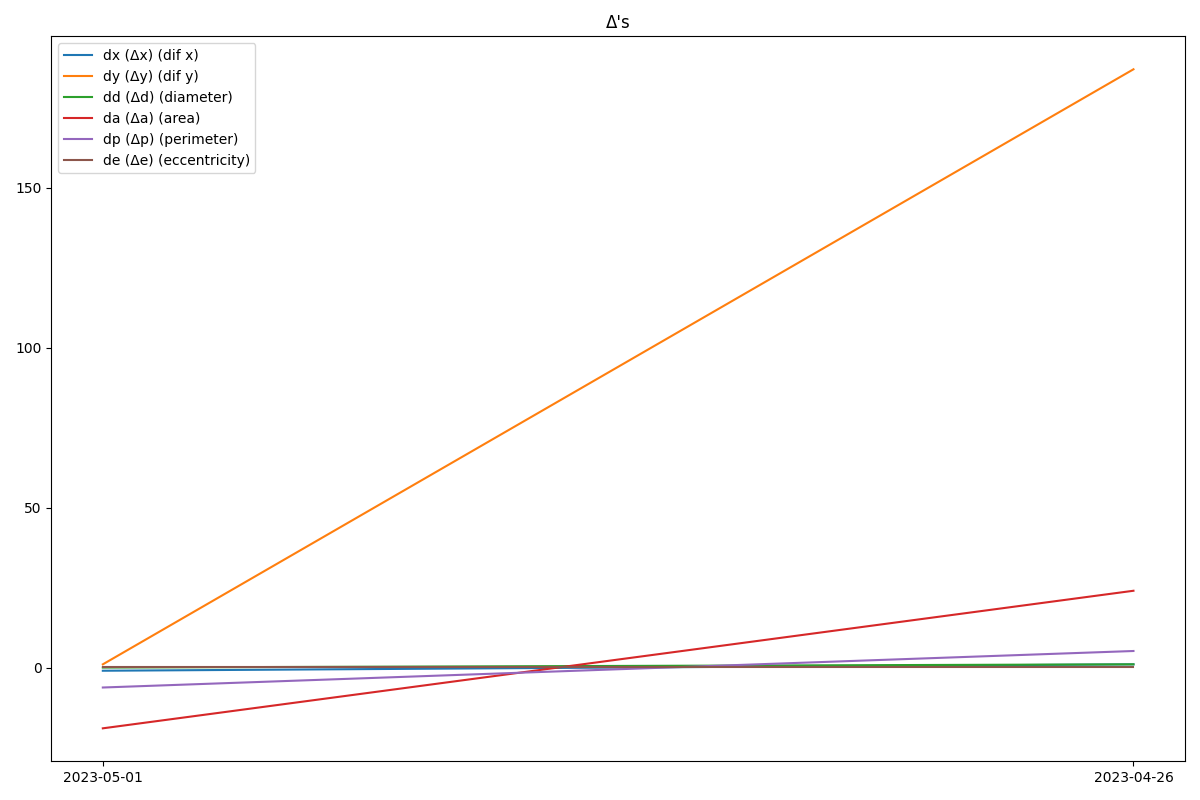 Δ's
dx (Δx) (dif x)
dy (Δy) (dif y)
dd (Δd) (diameter)
da (Δa) (area)
dp (Δp) (perimeter)
de (Δe) (eccentricity)
150
100
50
0
2023-05-01 2023-04-26